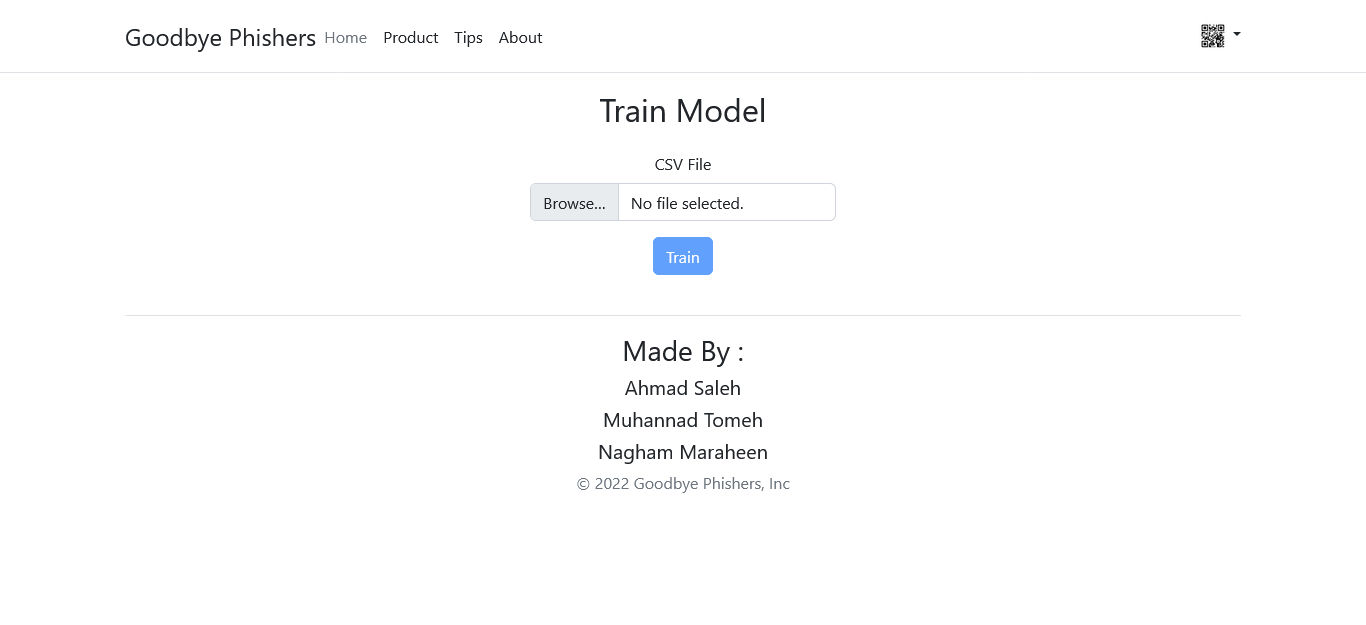 Goodbye Phishers Home Product Tips About
Train Model
CSV File
Browse... No file selected.
Train
Made By :
Ahmad Saleh
Muhannad Tomeh
Nagham Maraheen
© 2022 Goodbye Phishers, Inc